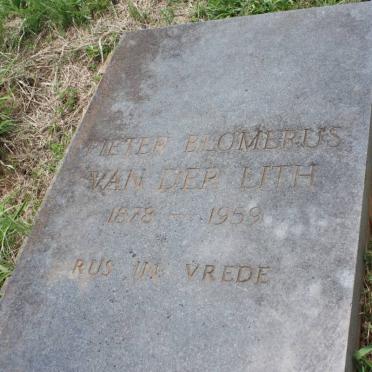 PIETER BLOMERUS
VAN DER LITH
1878 - 1959
RUS IN VREDE